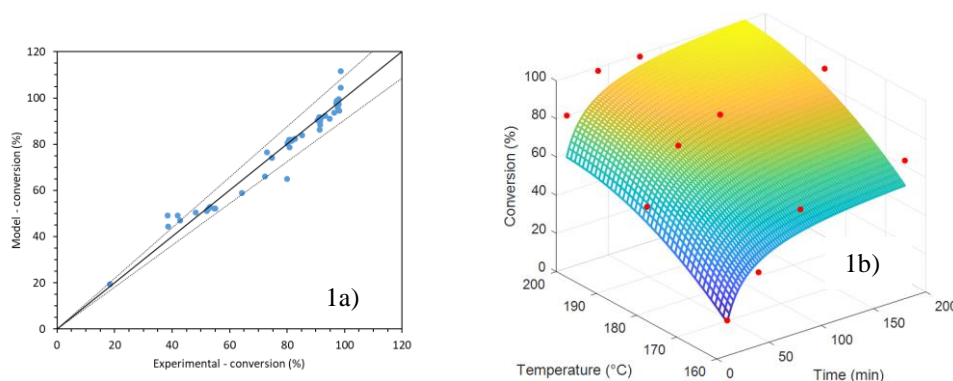 120
100
80
60
40
20
0
Model - conversion (%)
0 20 40 60 80 100 120
Experimental - conversion (%)
1a)
100
80
60
40
20
0
Conversion (%)
200
190
180
170
160
Temperature (°C)
0
50
100
150
200
Time (min)
1b)